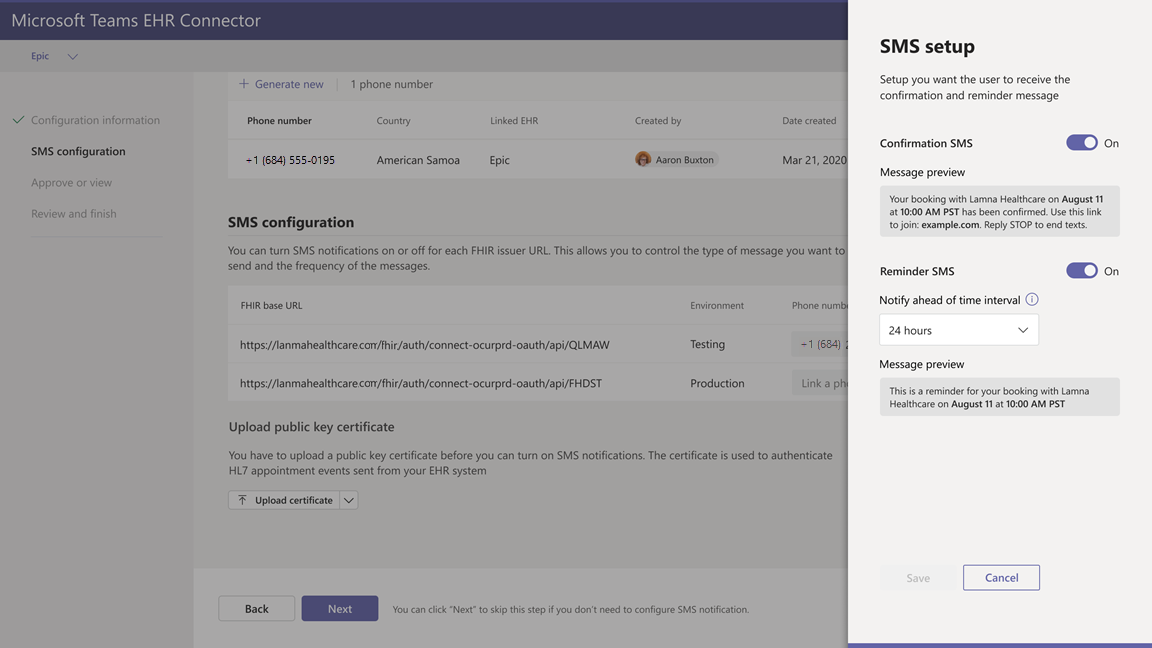 Microsoft Teams EHR Connector
Epic
Configuration information
SMS configuration
Approve or view
Review and finish
Generate new
1 phone number
Phone number Country Linked EHR Created by Date created
+1 (684) 555-0195 American Samoa Epic Aaron Buxton Mar 21, 2020
SMS configuration
You can turn SMS notifications on or off for each FHIR issuer URL. This allows you to control the type of message you want to
send and the frequency of the messages.
FHIR base URL Environment Phone numb
https://lanmahealthcare.com/fhir/auth/connect-ocurprd-oauth/api/QLMAW Testing +1 (684)
https://lanmahealthcare.com/fhir/auth/connect-ocurprd-oauth/api/FHDST Production Link a ph
Upload public key certificate
You have to upload a public key certificate before you can turn on SMS notifications. The certificate is used to authenticate
HL7 appointment events sent from your EHR system
Upload certificate
Back Next You can click "Next" to skip this step if you don't need to configure SMS notification.
SMS setup
Setup you want the user to receive the
confirmation and reminder message
Confirmation SMS On
Message preview
Your booking with Lamna Healthcare on August 11
at 10:00 AM PST has been confirmed. Use this link
to join: example.com. Reply STOP to end texts.
Reminder SMS On
Notify ahead of time interval
24 hours
Message preview
This is a reminder for your booking with Lamna
Healthcare on August 11 at 10:00 AM PST
Save Cancel